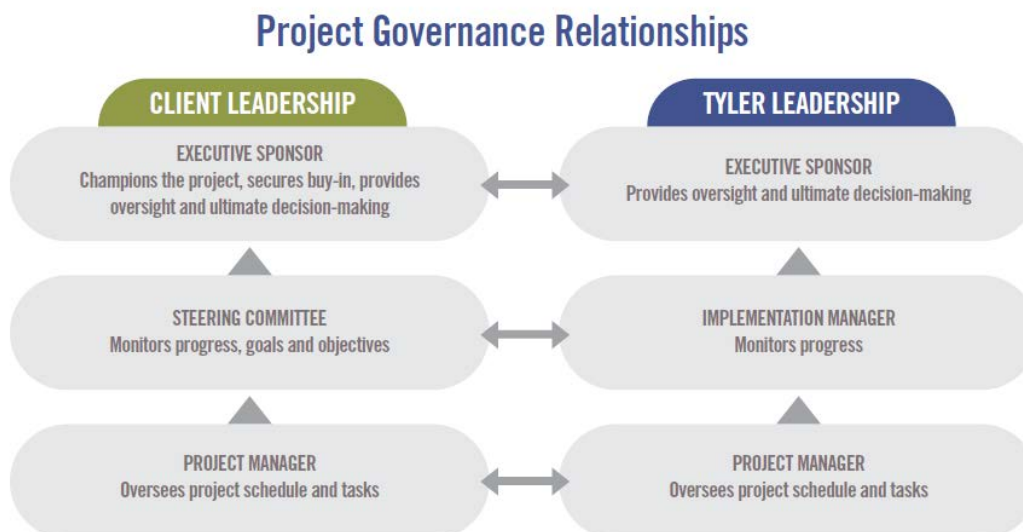 Project Governance Relationships
CLIENT LEADERSHIP
EXECUTIVE SPONSOR
Champions the project, secures buy-in, provides
oversight and ultimate decision-making
STEERING COMMITTEE
Monitors progress, goals and objectives
PROJECT MANAGER
Oversees project schedule and tasks
TYLER LEADERSHIP
EXECUTIVE SPONSOR
Provides oversight and ultimate decision-making
IMPLEMENTATION MANAGER
Monitors progress
PROJECT MANAGER
Oversees project schedule and tasks